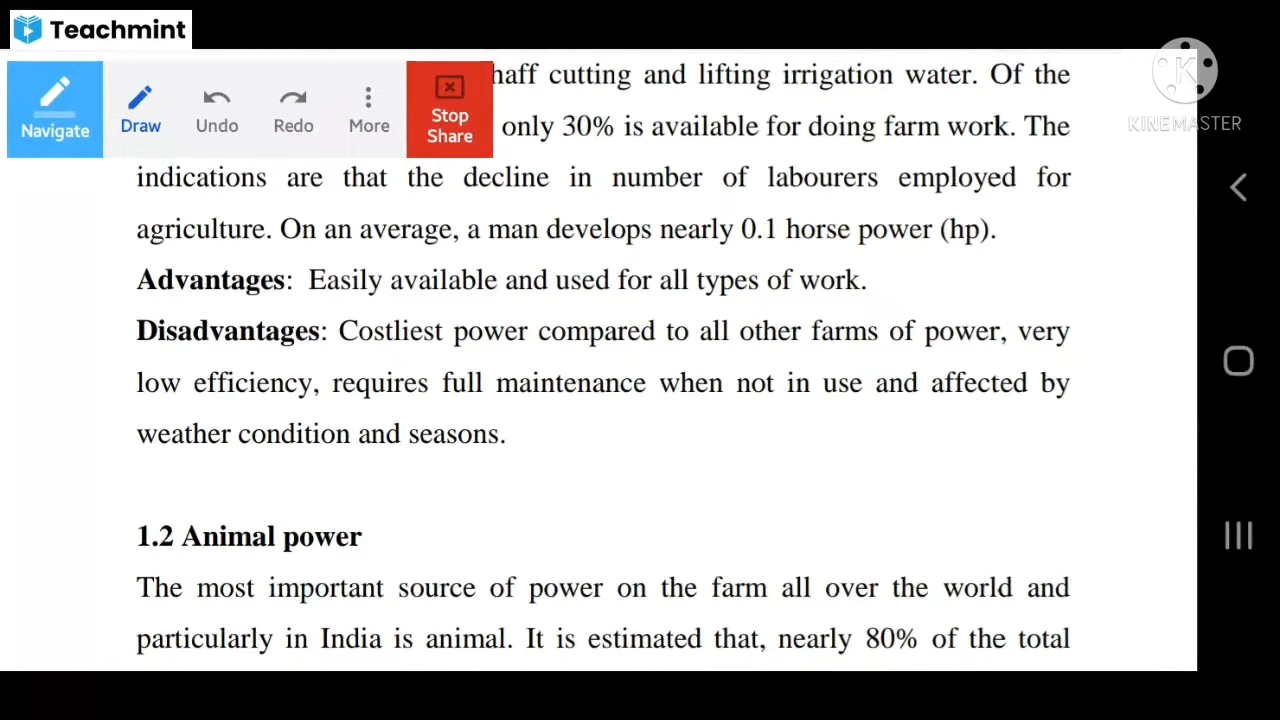 Teachmint
Navigate
Draw
Undo
Redo
More
Stop
Share
KINEMASTER
cutting and lifting irrigation water. Of the
only 30% is available for doing farm work. The
indications are that the decline in number of labourers employed for
agriculture. On an average, a man develops nearly 0.1 horse power (hp).
Advantages: Easily available and used for all types of work.
Disadvantages: Costliest power compared to all other farms of power, very
low efficiency, requires full maintenance when not in use and affected by
weather condition and seasons.
1.2 Animal power
The most important source of power on the farm all over the world and
particularly in India is animal. It is estimated that, nearly 80% of the total